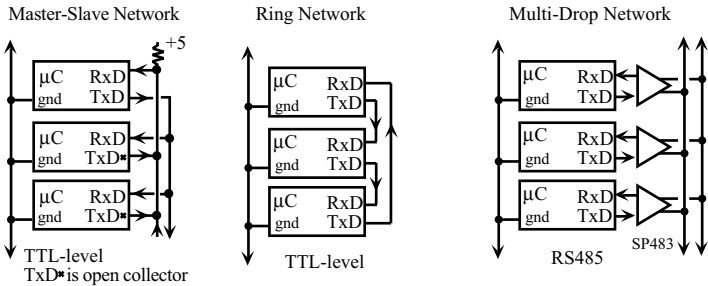 Master-Slave Network
+5
µC RxD
gnd TxD
µC RxD
gnd TxD*
µC RxD
gnd TxD*
TTL-level
TxD* is open collector
Ring Network
µC RxD
gnd TxD
µC RxD
gnd TxD
µC RxD
gnd TxD
TTL-level
Multi-Drop Network
µC RxD
gnd TxD
µC RxD
gnd TxD
µC RxD
gnd TxD
SP483
RS485